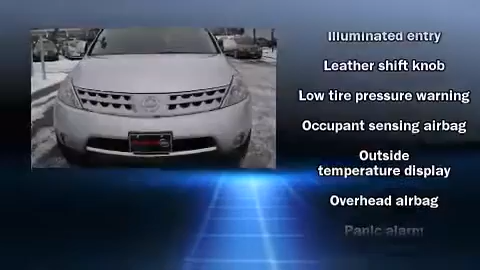 Illuminated entry
Leather shift knob
Low tire pressure warning
Occupant sensing airbag
Outside
temperature display
Overhead airbag
Panic alarm